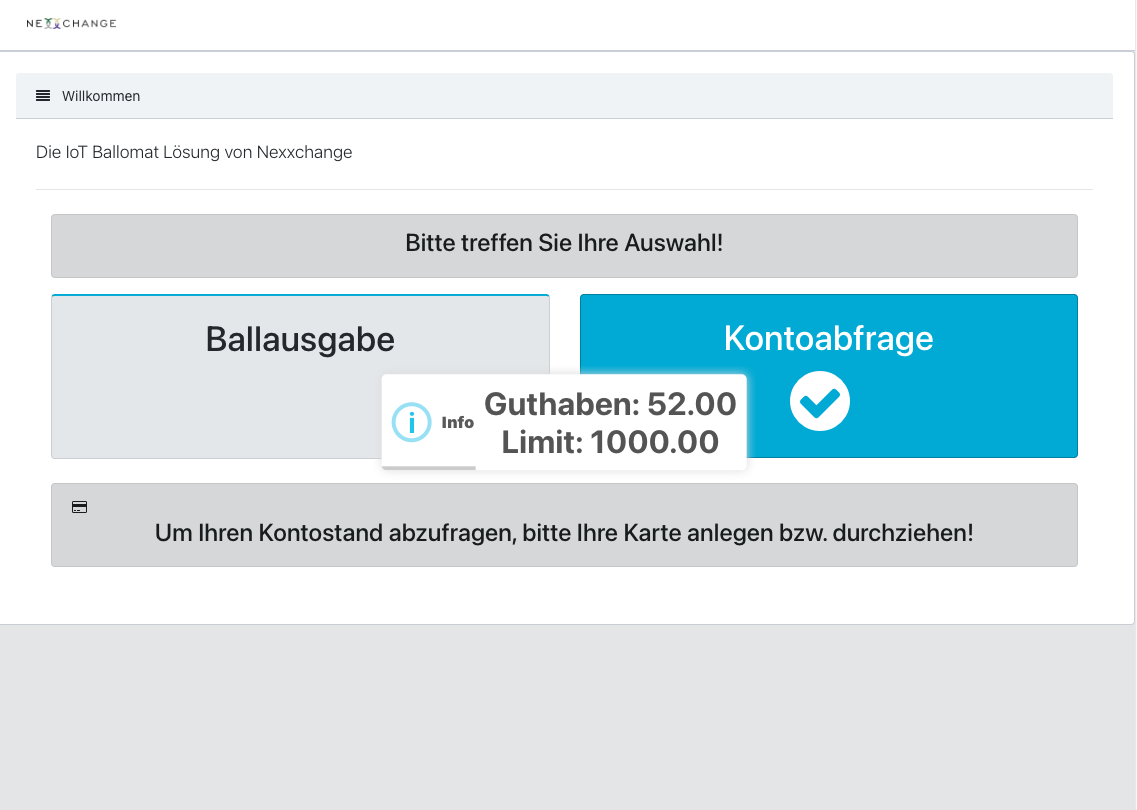 NEXXCHANGE
Willkommen
Die IoT Ballomat Lösung von Nexxchange
Bitte treffen Sie Ihre Auswahl!
Ballausgabe
Kontoabfrage
Info
Guthaben: 52.00
Limit: 1000.00
Um Ihren Kontostand abzufragen, bitte Ihre Karte anlegen bzw. durchziehen!